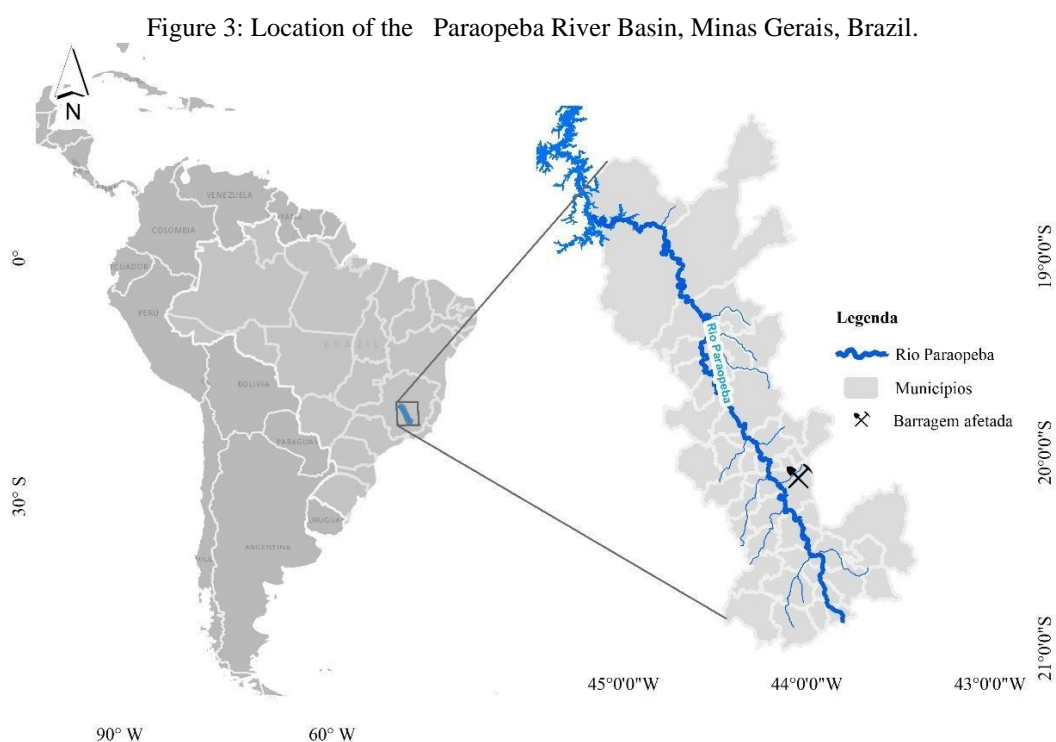 Figure 3: Location of the Paraopeba River Basin, Minas Gerais, Brazil.
N
VENEZUELA
COLOMBIA
ECUADOR
PERÚ
BRAZIL
BOLIVIA
PARAGUAY
URUGUAY
ARGENTINA
0°
30° S
90° W
60° W
Rio Paraopeba
Legenda
Rio Paraopeba
Municípios
Barragem afetada
19°0'0"S
20°0'0"S
21°0'0"S
45°0'0"W
44°0'0"W
43°0'0"W